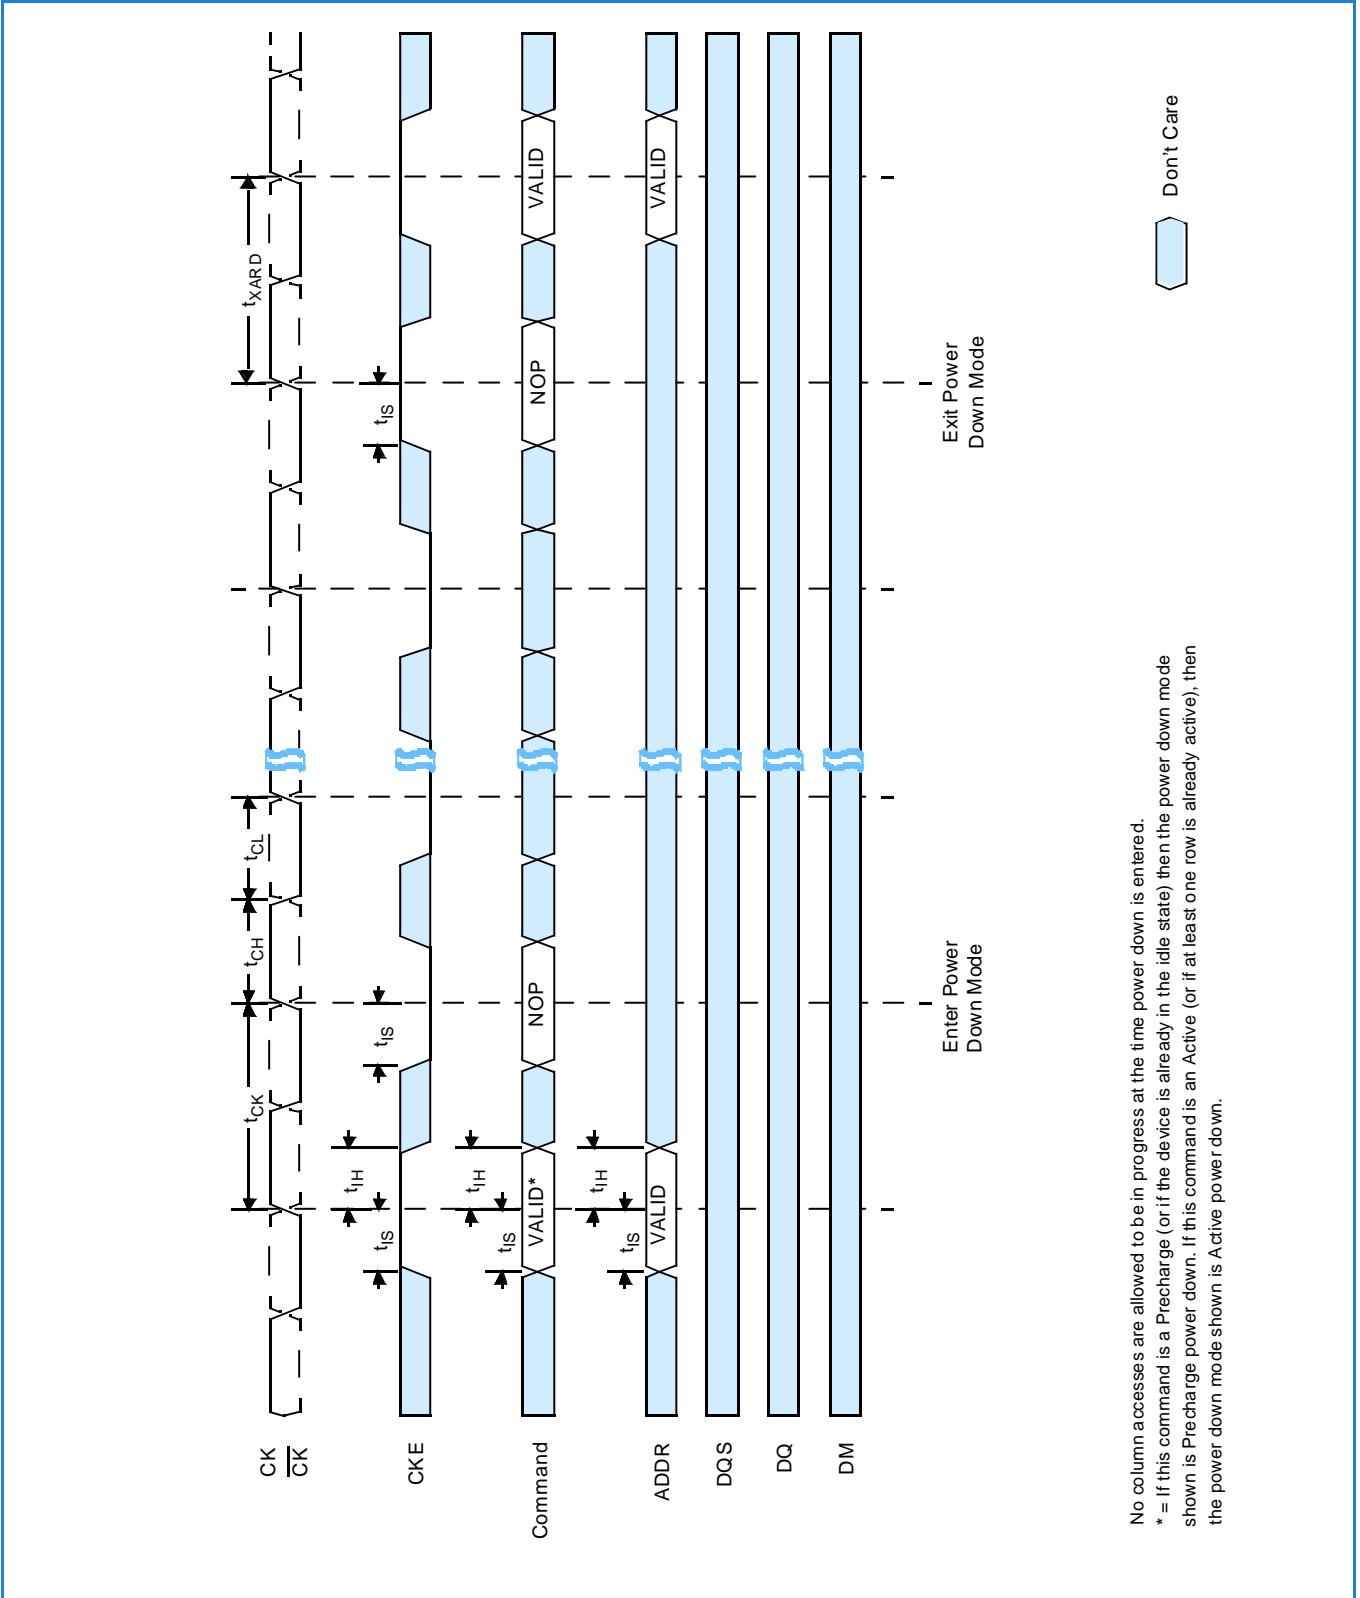 CK
CK
tCK
tCH
tCL
tXARD
CKE
tIS
tIH
tIS
tIS
Command
tIS
tIH
VALID*
NOP
NOP
VALID
ADDR
tIS
tIH
VALID
VALID
DQS
DQ
DM
Enter Power
Down Mode
Exit Power
Down Mode
Don't Care
No column accesses are allowed to be in progress at the time power down is entered.
* = If this command is a Precharge (or if the device is already in the idle state) then the power down mode
shown is Precharge power down. If this command is an Active (or if at least one row is already active), then
the power down mode shown is Active power down.